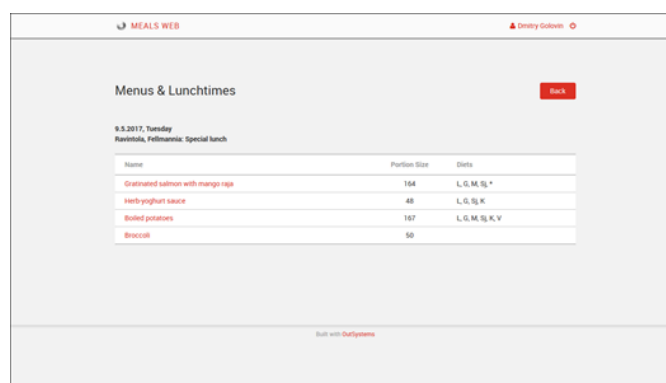 MEALS WEB
Dmitry Golovin
Menus & Lunchtimes
Back
9.5.2017, Tuesday
Ravintola, Fellmannia: Special lunch
Name Portion Size Diets
Gratinated salmon with mango raja 164 L, G, M, Sj, *
Herb-yoghurt sauce 48 L, G, Sj, K
Boiled potatoes 167 L, G, M, Sj, K, V
Broccoli 50
Built with OutSystems